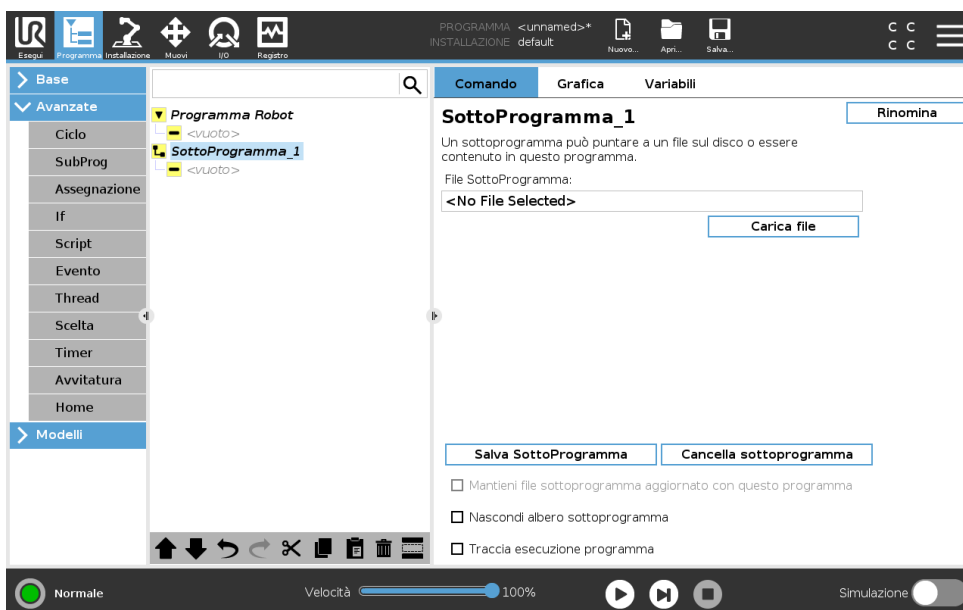 UR
PROGRAMMA <unnamed>*
INSTALLAZIONE default
Esegui Programma Installazione Muovi I/O Registro Nuovo... Apri... Salva...
C C
C C
Base
Avanzate
Ciclo
SubProg
Assegnazione
If
Script
Evento
Thread
Scelta
Timer
Avvitatura
Home
Modelli
Programma Robot
<vuoto>
SottoProgramma_1
<vuoto>
Comando Grafica Variabili
SottoProgramma_1 Rinomina
Un sottoprogramma può puntare a un file sul disco o essere
contenuto in questo programma.
File SottoProgramma:
<No File Selected>
Carica file
Salva SottoProgramma Cancella sottoprogramma
Mantieni file sottoprogramma aggiornato con questo programma
Nascondi albero sottoprogramma
Traccia esecuzione programma
Normale Velocità 100% Simulazione